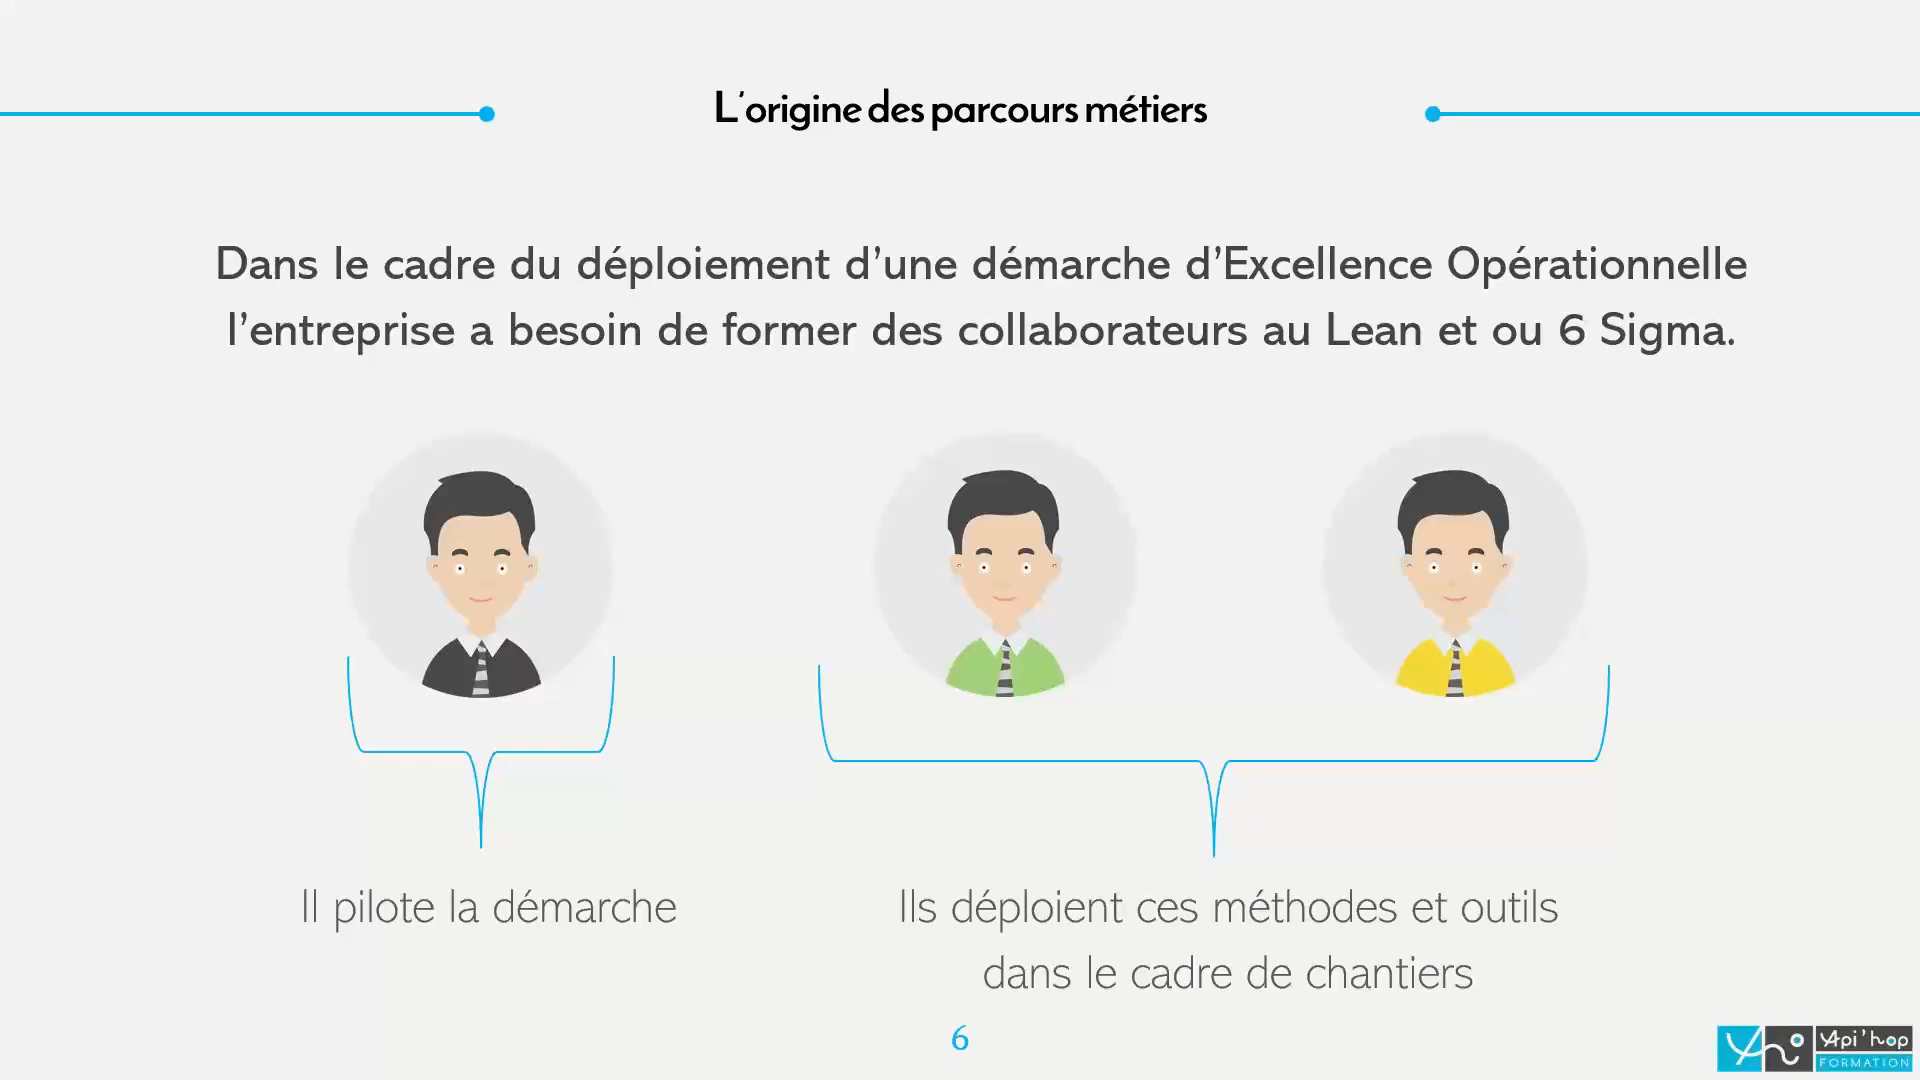 L'origine des parcours métiers
Dans le cadre du déploiement d'une démarche d'Excellence Opérationnelle
l'entreprise a besoin de former des collaborateurs au Lean et ou 6 Sigma.
Il pilote la démarche
Ils déploient ces méthodes et outils
dans le cadre de chantiers
6
Api'hop
FORMATION